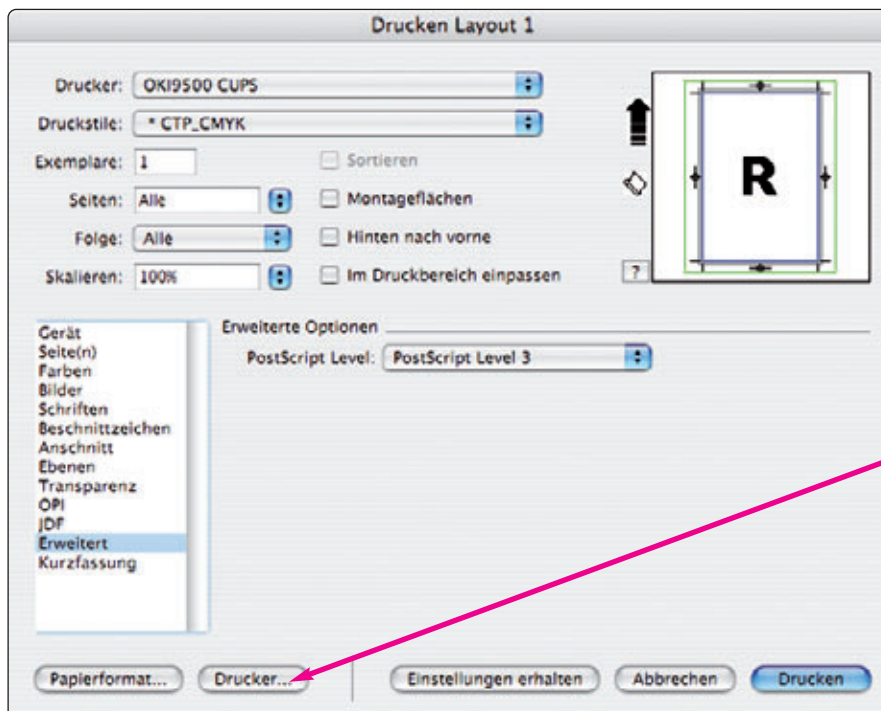 Drucken Layout 1
Drucker: OKI9500 CUPS
Druckstile: * CTP_CMYK
Exemplare: 1 Sortieren
Seiten: Alle Montageflächen
Folge: Alle Hinten nach vorne
Skalieren: 100% Im Druckbereich einpassen
R
?
Erweiterte Optionen
PostScript Level: PostScript Level 3
Gerät
Seite(n)
Farben
Bilder
Schriften
Beschnittzeichen
Anschnitt
Ebenen
Transparenz
OPI
JDF
Erweitert
Kurzfassung
Papierformat... Drucker... Einstellungen erhalten Abbrechen Drucken